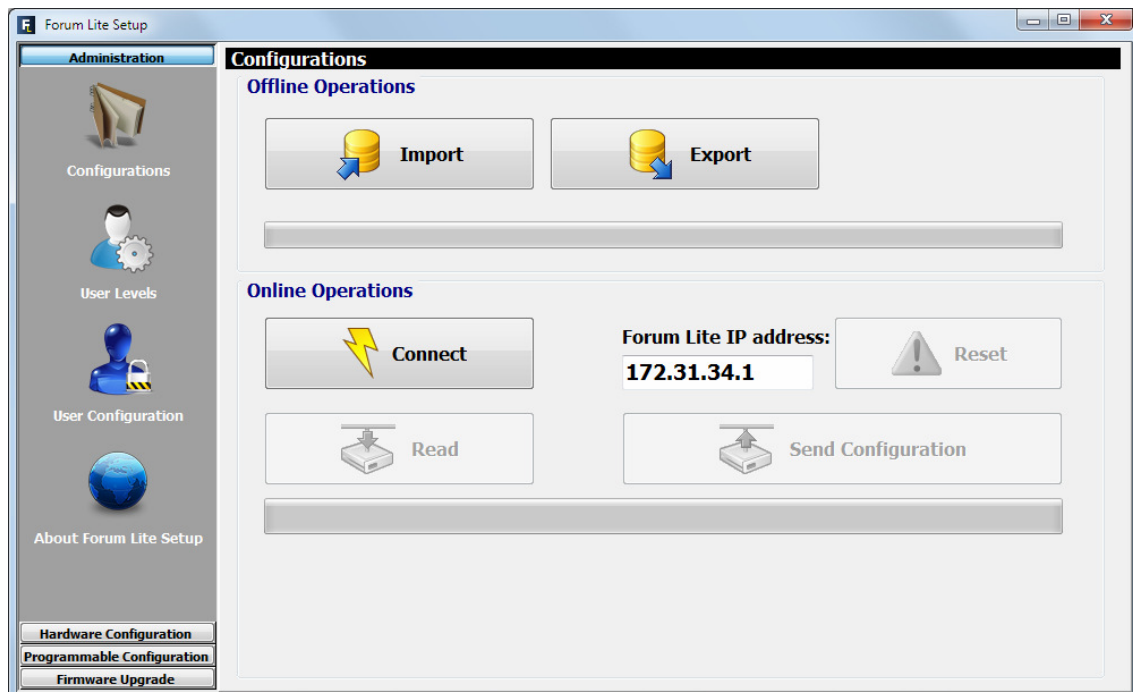 Forum Lite Setup
Administration
Configurations
User Levels
User Configuration
About Forum Lite Setup
Hardware Configuration
Programmable Configuration
Firmware Upgrade
Configurations
Offline Operations
Import
Export
Online Operations
Connect
Forum Lite IP address:
172.31.34.1
Reset
Read
Send Configuration